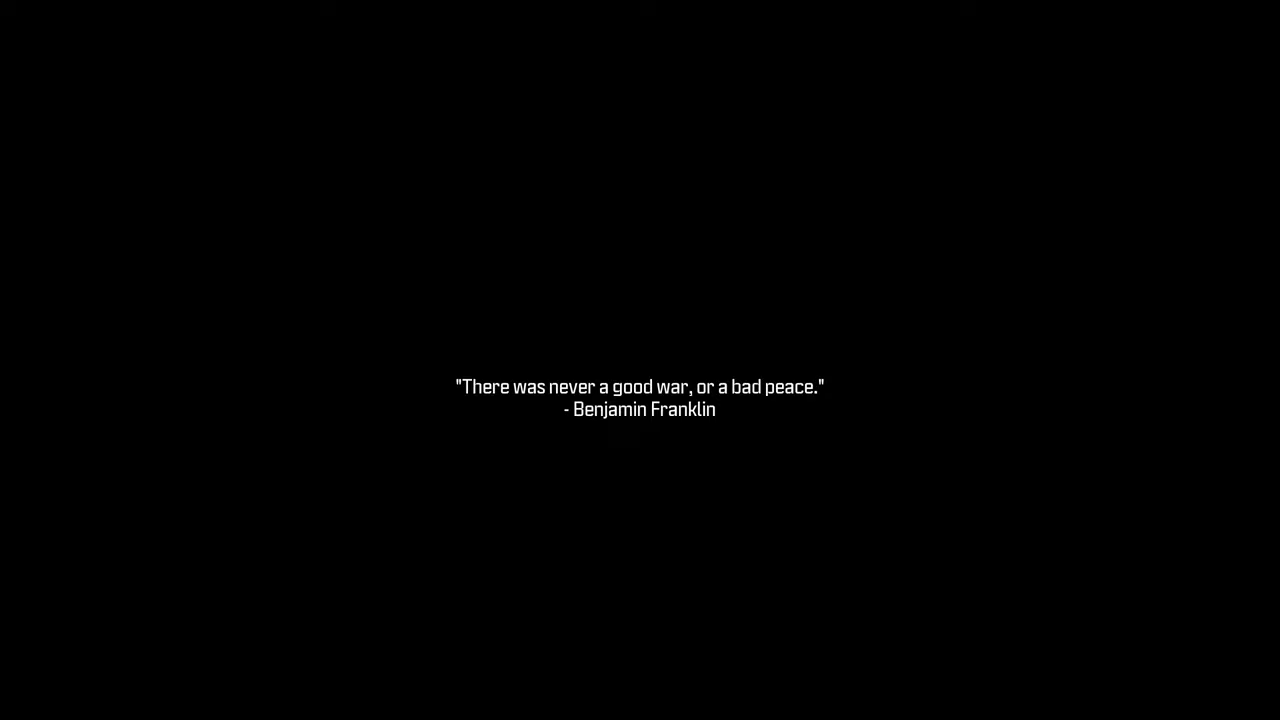 "There was never a good war, or a bad peace."
- Benjamin Franklin